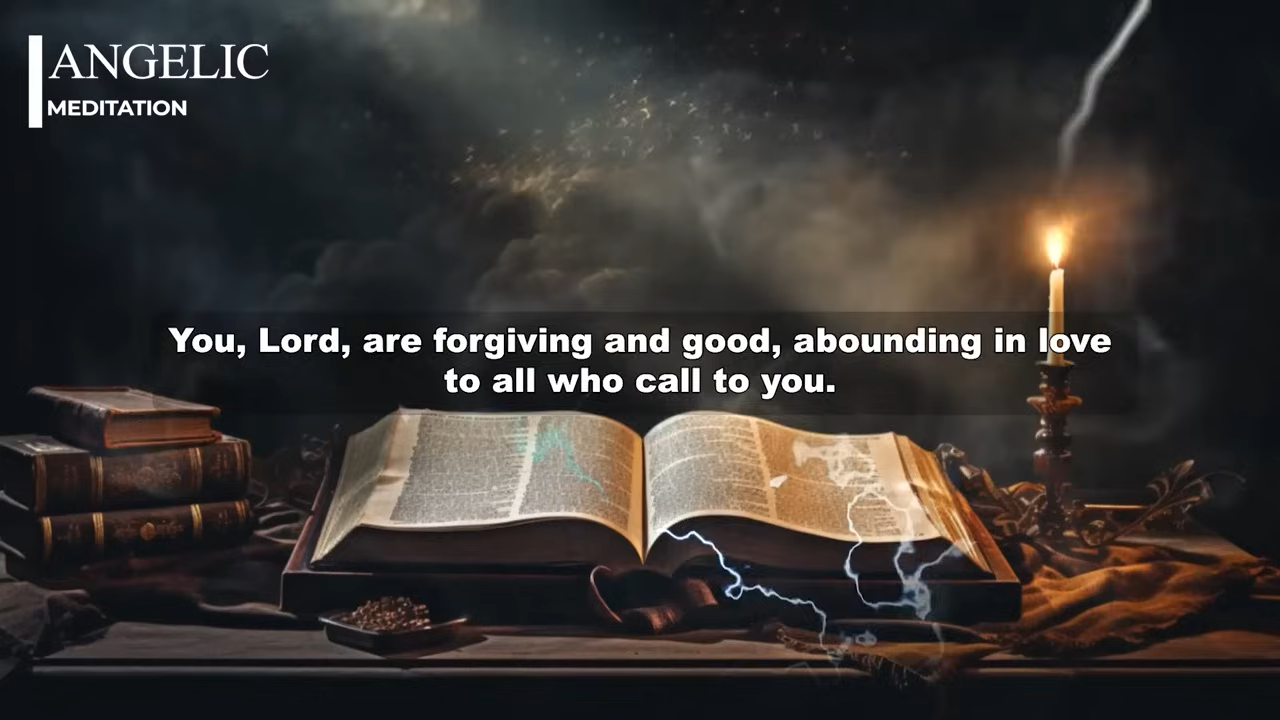 ANGELIC
MEDITATION
You, Lord, are forgiving and good, abounding in love
to all who call to you.